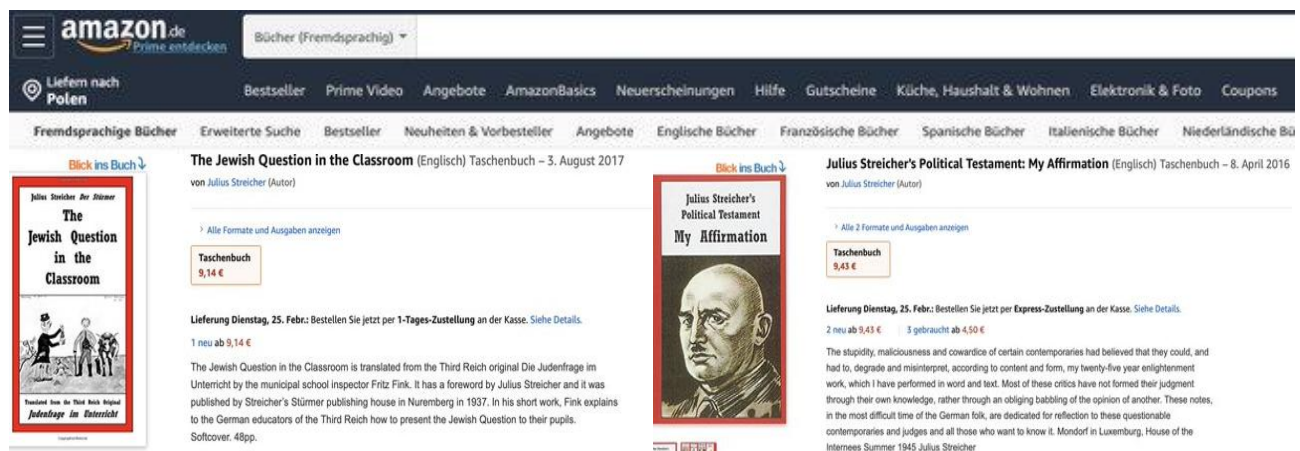 amazon.de
Prime entdecken
Bücher (Fremdsprachig)
Liefern nach
Polen
Bestseller Prime Video Angebote AmazonBasics Neuerscheinungen Hilfe Gutscheine Küche, Haushalt & Wohnen Elektronik & Foto Coupons
Fremdsprachige Bücher Erweiterte Suche Bestseller Neuheiten & Vorbesteller Angebote Englische Bücher Französische Bücher Spanische Bücher Italienische Bücher Niederländische Bü
Blick ins Buch
Julius Streicher Der Stürmer
The
Jewish Question
in the
Classroom
Translated from the Third Reich Original
Judenfrage im Unterricht
The Jewish Question in the Classroom (Englisch) Taschenbuch – 3. August 2017
von Julius Streicher (Autor)
› Alle Formate und Ausgaben anzeigen
Taschenbuch
9,14 €
Lieferung Dienstag, 25. Febr.: Bestellen Sie jetzt per 1-Tages-Zustellung an der Kasse. Siehe Details.
1 neu ab 9,14 €
The Jewish Question in the Classroom is translated from the Third Reich original Die Judenfrage im
Unterricht by the municipal school inspector Fritz Fink. It has a foreword by Julius Streicher and it was
published by Streicher's Stürmer publishing house in Nuremberg in 1937. In his short work, Fink explains
to the German educators of the Third Reich how to present the Jewish Question to their pupils.
Softcover. 48pp.
Blick ins Buch
Julius Streicher's
Political Testament
My Affirmation
Julius Streicher's Political Testament: My Affirmation (Englisch) Taschenbuch – 8. April 2016
von Julius Streicher (Autor)
› Alle 2 Formate und Ausgaben anzeigen
Taschenbuch
9,43 €
Lieferung Dienstag, 25. Febr.: Bestellen Sie jetzt per Express-Zustellung an der Kasse. Siehe Details.
2 neu ab 9,43 € 3 gebraucht ab 4,50 €
The stupidity, maliciousness and cowardice of certain contemporaries had believed that they could, and
had to, degrade and misinterpret, according to content and form, my twenty-five year enlightenment
work, which I have performed in word and text. Most of these critics have not formed their judgment
through their own knowledge, rather through an obliging babbling of the opinion of another. These notes,
in the most difficult time of the German folk, are dedicated for reflection to these questionable
contemporaries and judges and all those who want to know it. Mondorf in Luxemburg, House of the
Internees Summer 1945 Julius Streicher